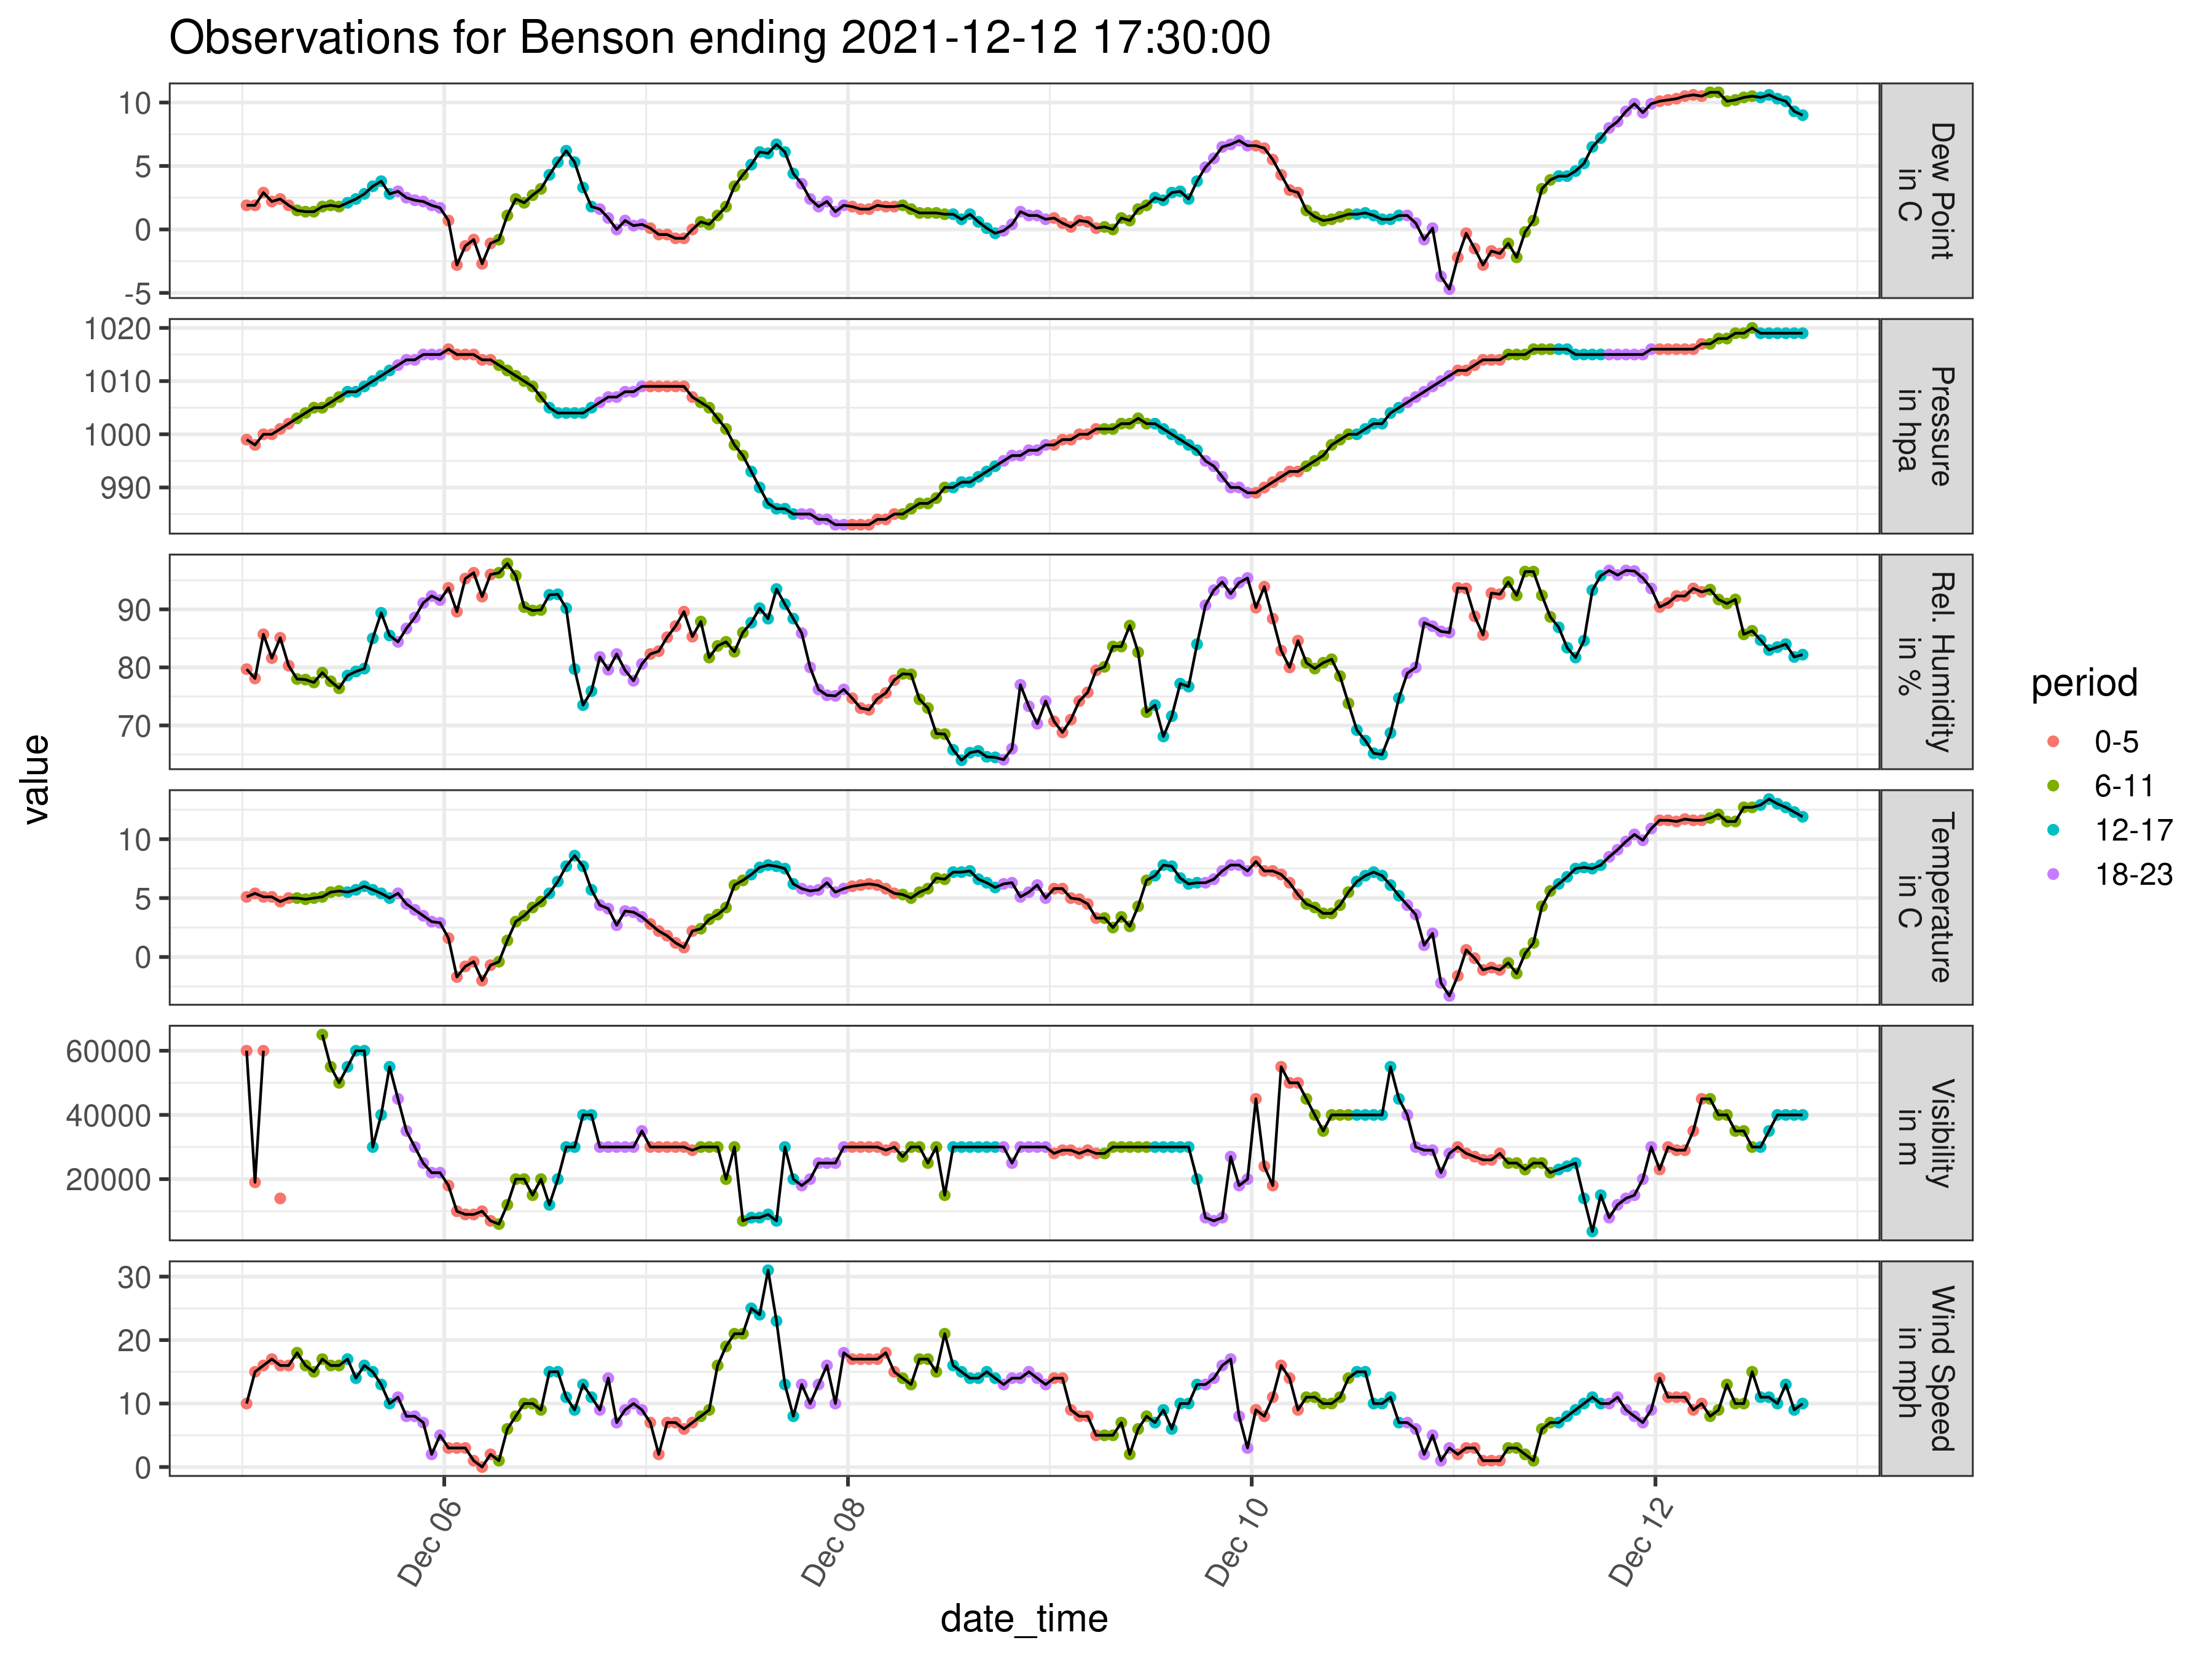 Observations for Benson ending 2021-12-12 17:30:00
value
10
5
0
-5
Dew Point
in C
1020
1010
1000
990
Pressure
in hpa
90
80
70
Rel. Humidity
in %
10
5
0
Temperature
in C
60000
40000
20000
Visibility
in m
30
20
10
0
Wind Speed
in mph
Dec 06
Dec 08
Dec 10
Dec 12
date_time
period
0-5
6-11
12-17
18-23